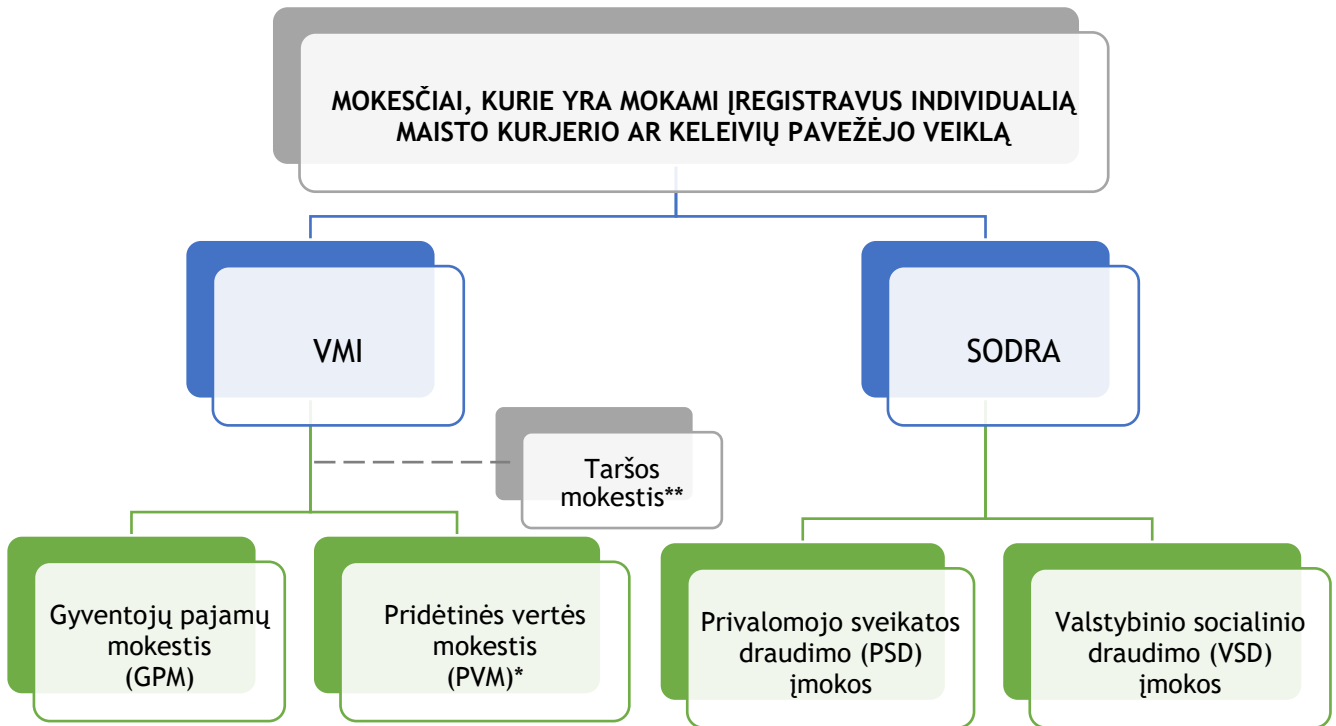 MOKESČIAI, KURIE YRA MOKAMI ĮREGISTRAVUS INDIVIDUALIĄ
MAISTO KURJERIO AR KELEIVIŲ PAVEŽĖJO VEIKLĄ
VMI
SODRA
Taršos
mokestis**
Gyventojų pajamų
mokestis
(GPM)
Pridėtinės vertės
mokestis
(PVM)*
Privalomojo sveikatos
draudimo (PSD)
įmokos
Valstybinio socialinio
draudimo (VSD)
įmokos